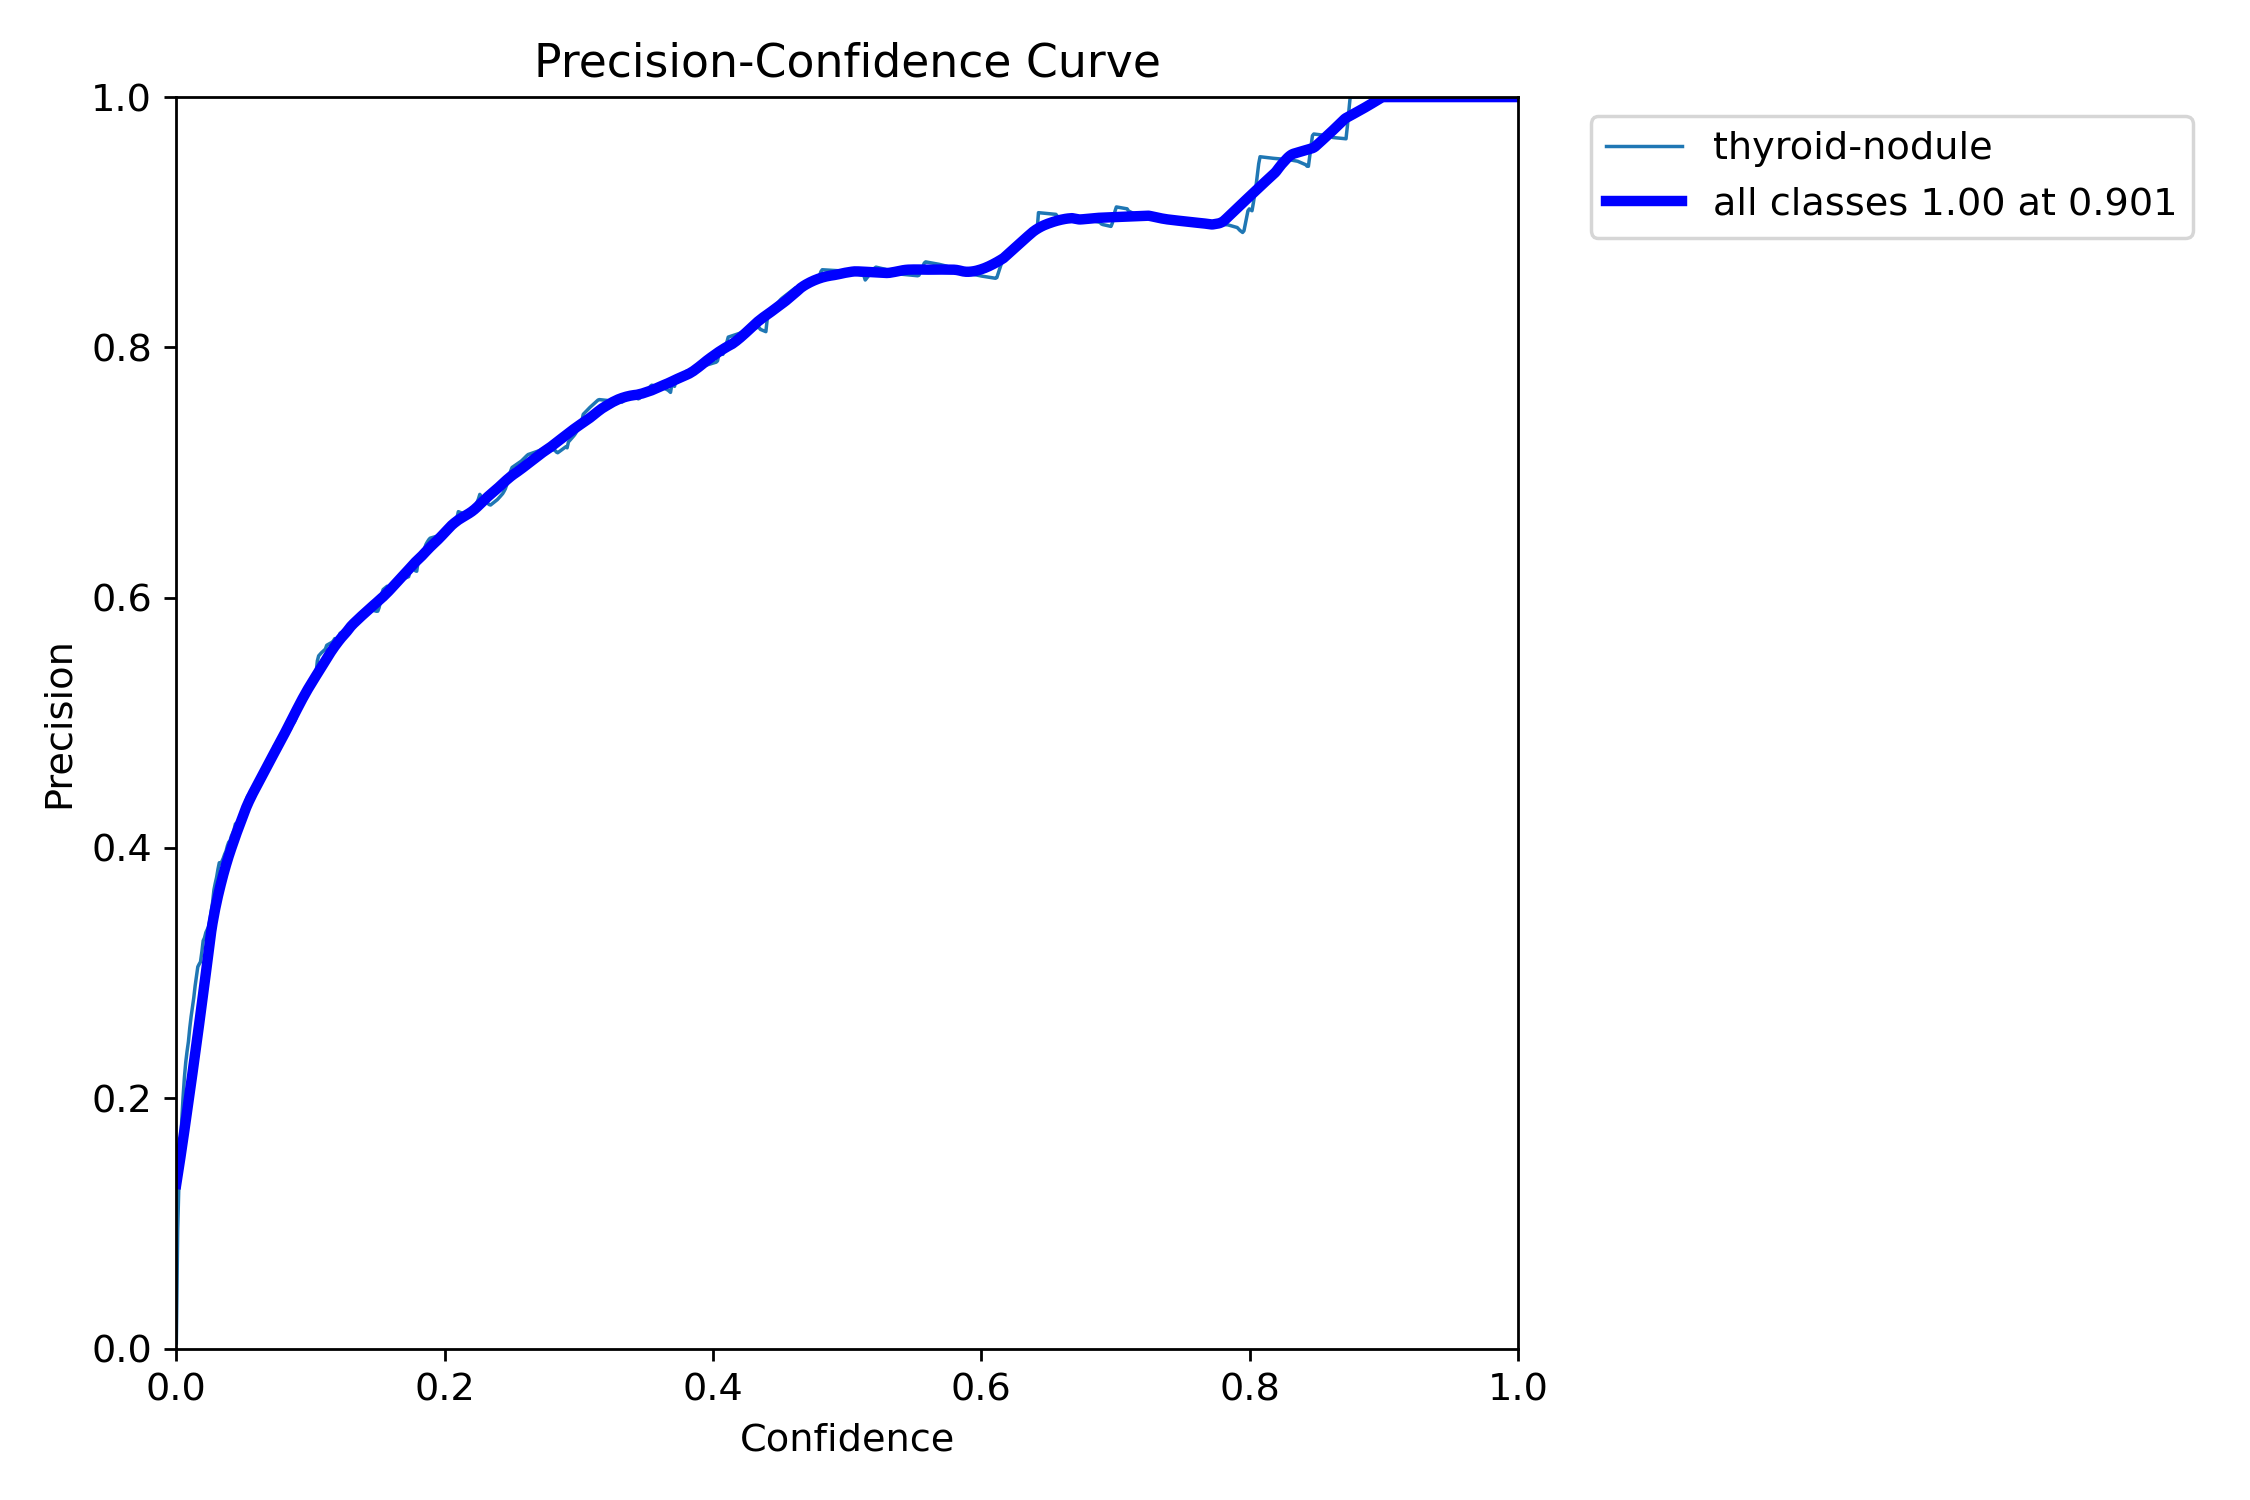 Precision-Confidence Curve
1.0
0.8
0.6
0.4
0.2
0.0
Precision
0.0 0.2 0.4 0.6 0.8 1.0
Confidence
thyroid-nodule
all classes 1.00 at 0.901